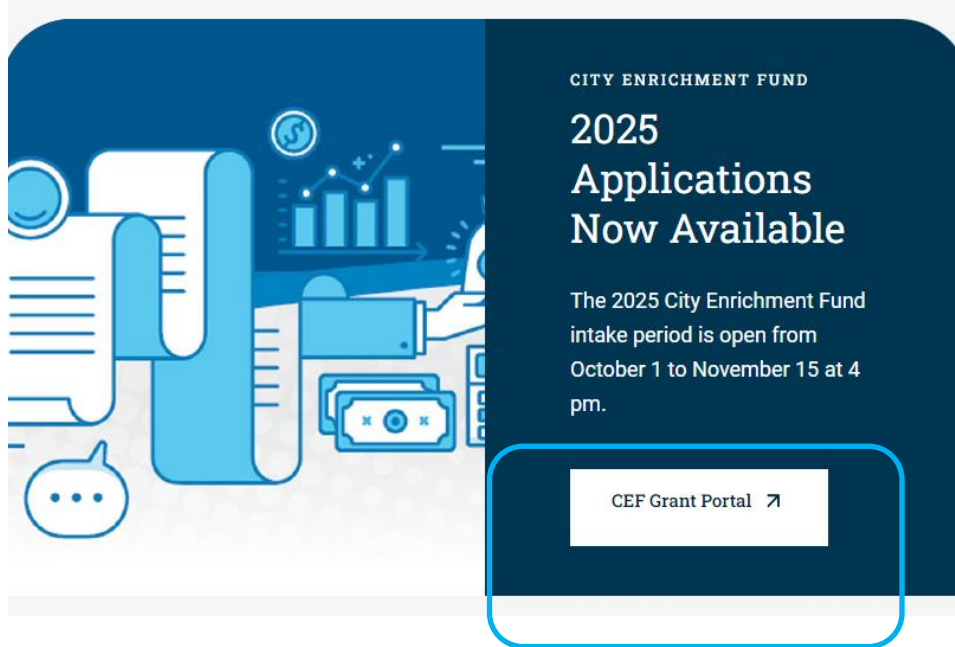 CITY ENRICHMENT FUND
2025
Applications
Now Available
The 2025 City Enrichment Fund
intake period is open from
October 1 to November 15 at 4
pm.
CEF Grant Portal